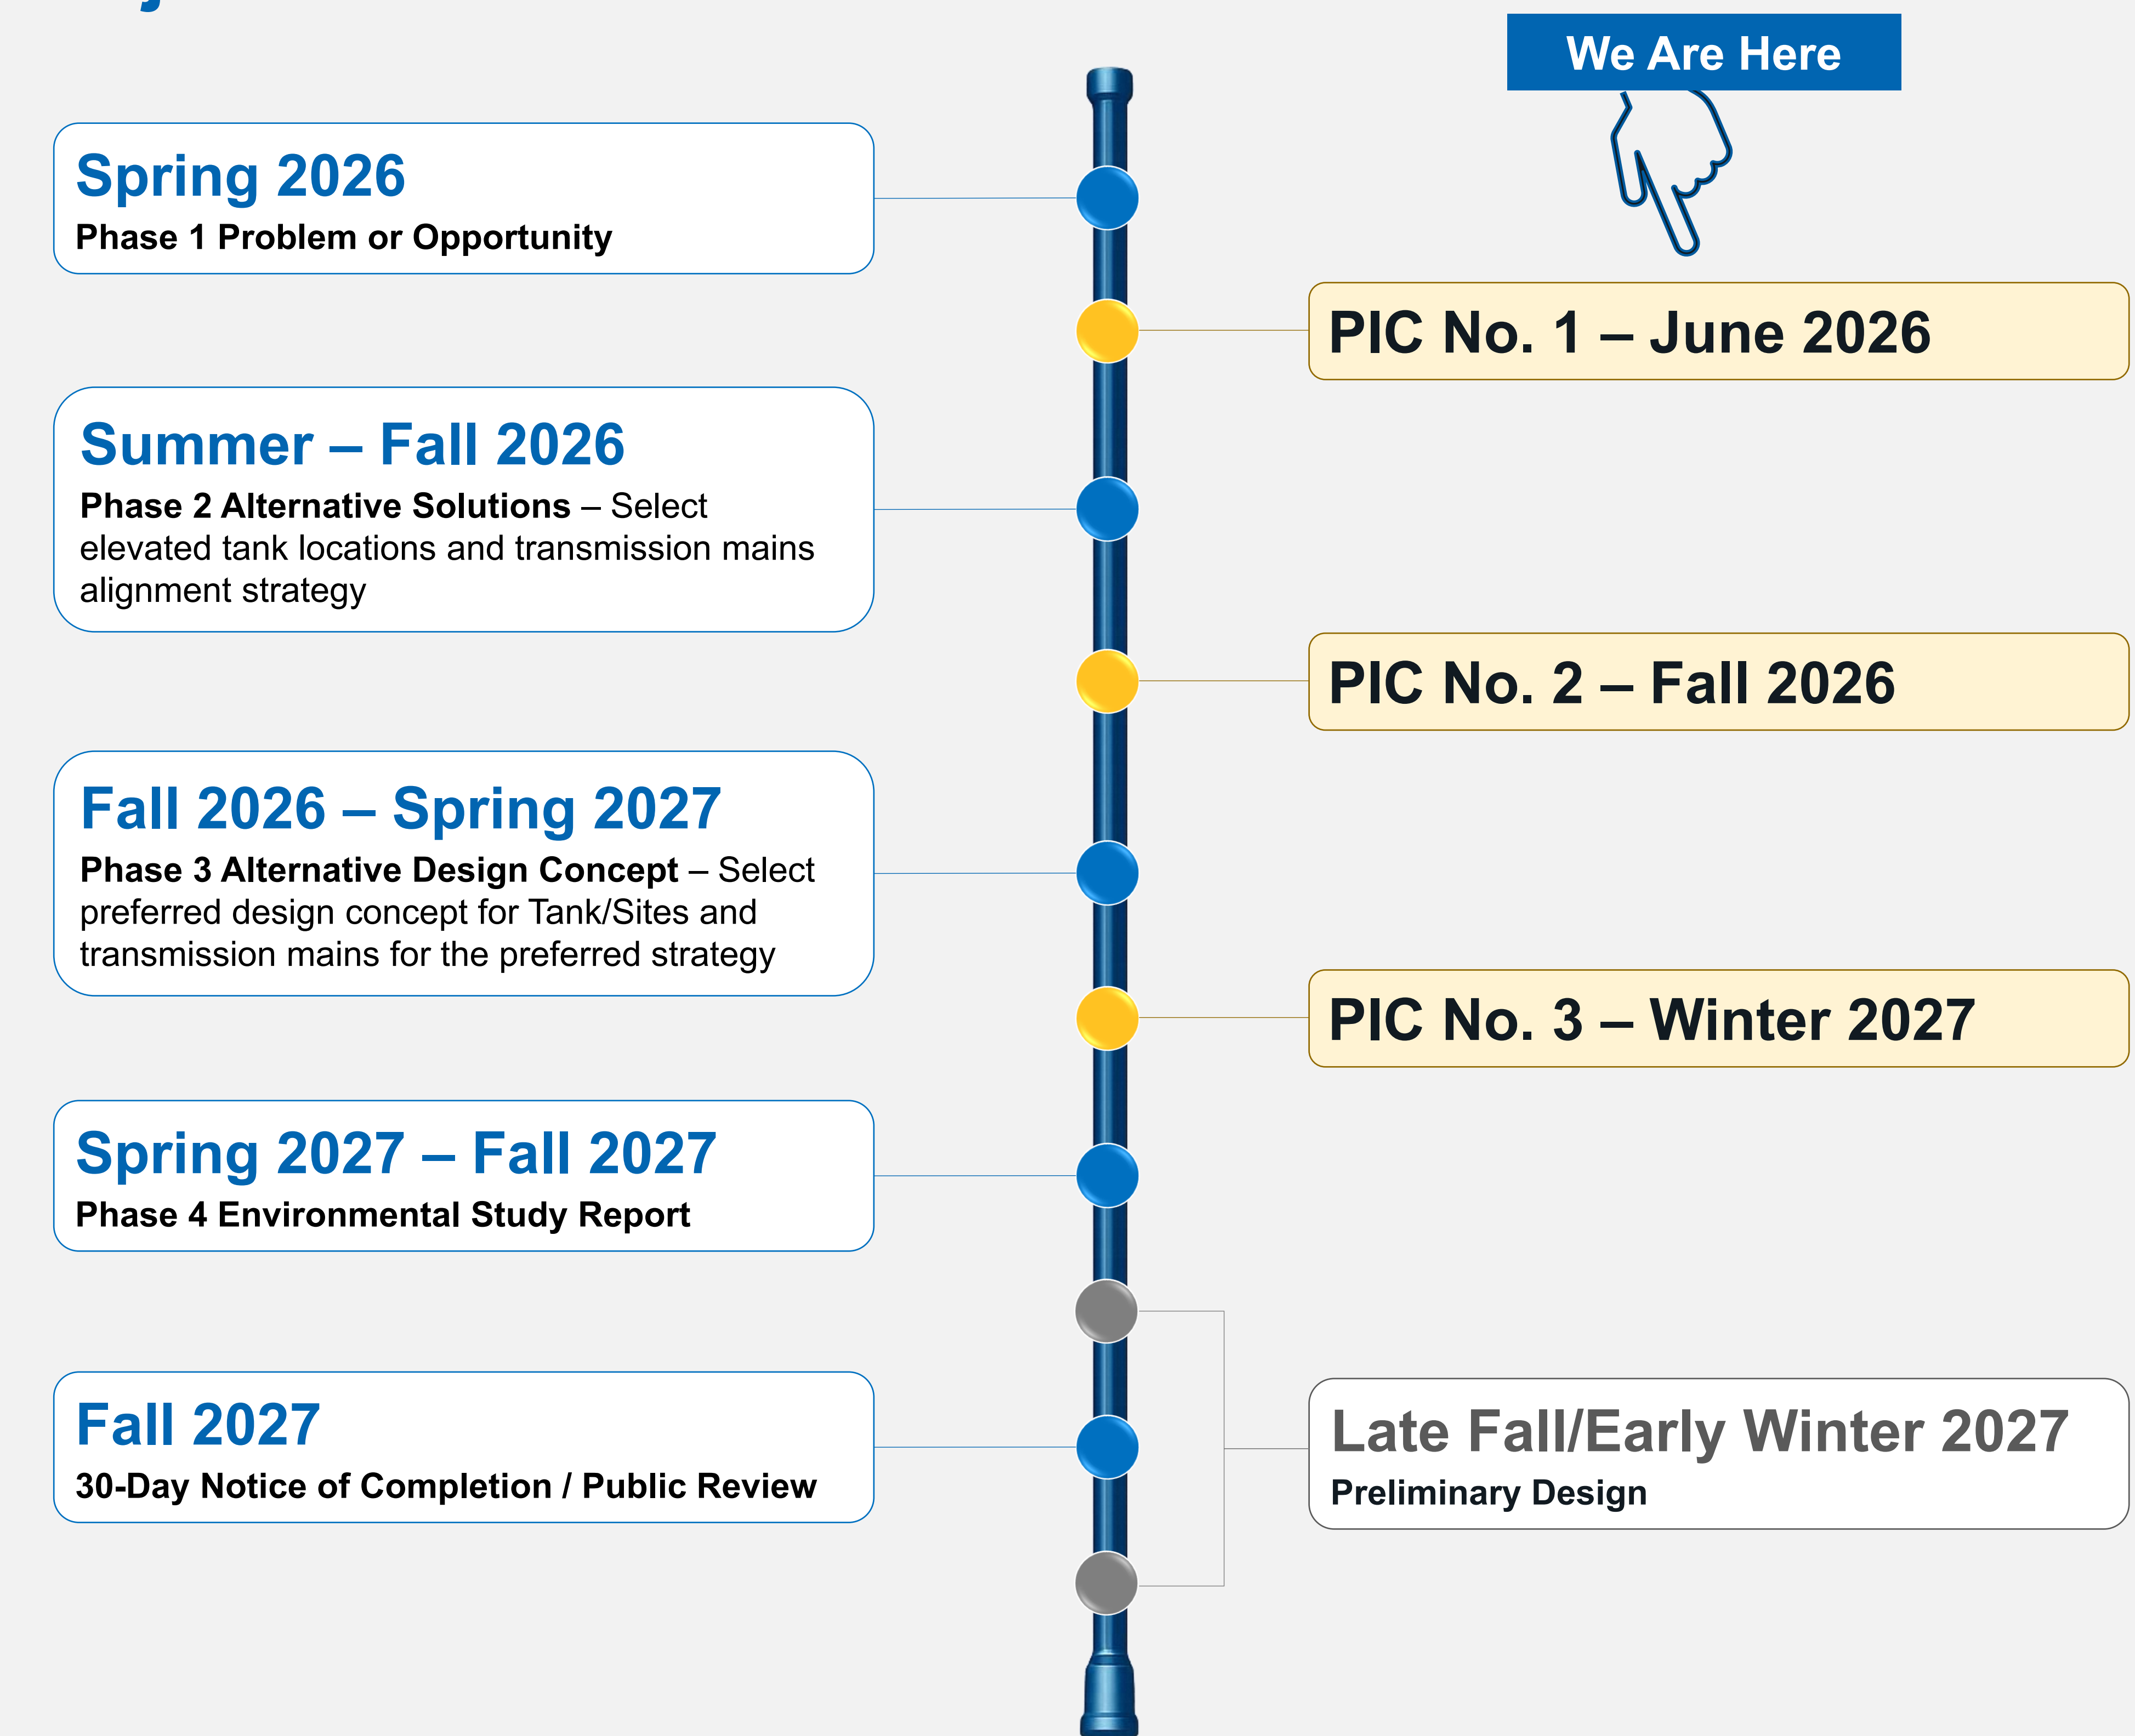 We Are Here
Spring 2026
Phase 1 Problem or Opportunity
PIC No. 1 – June 2026
Summer – Fall 2026
Phase 2 Alternative Solutions – Select
elevated tank locations and transmission mains
alignment strategy
PIC No. 2 – Fall 2026
Fall 2026 – Spring 2027
Phase 3 Alternative Design Concept – Select
preferred design concept for Tank/Sites and
transmission mains for the preferred strategy
PIC No. 3 – Winter 2027
Spring 2027 – Fall 2027
Phase 4 Environmental Study Report
Fall 2027
30-Day Notice of Completion / Public Review
Late Fall/Early Winter 2027
Preliminary Design